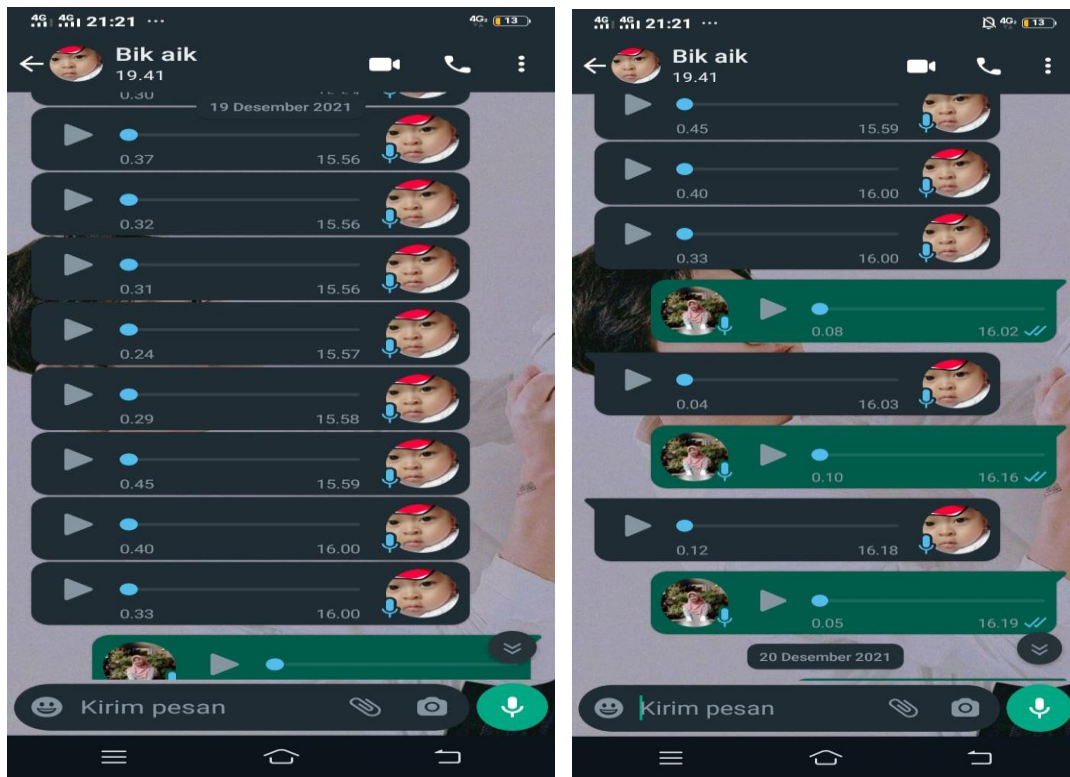 4G 4G 21:21 ... 4G 13
Bik aik
19.41
0.30
19 Desember 2021
0.37 15.56
0.32 15.56
0.31 15.56
0.24 15.57
0.29 15.58
0.45 15.59
0.40 16.00
0.33 16.00
Kirim pesan
4G 4G 21:21 ... 4G 13
Bik aik
19.41
0.45 15.59
0.40 16.00
0.33 16.00
0.08 16.02
0.04 16.03
0.10 16.16
0.12 16.18
0.05 16.19
20 Desember 2021
Kirim pesan